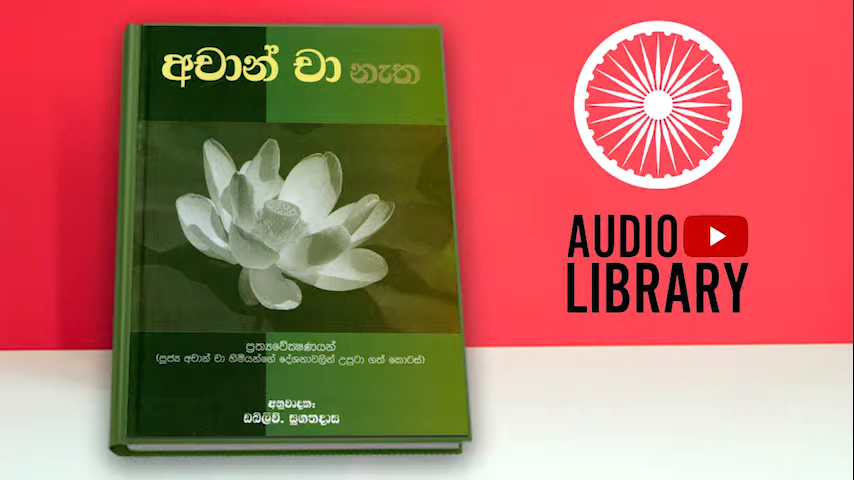 අචාන් චා නැත
ප්‍රත්‍යවේක්ෂණයන්
(පූජ්‍ය අචාන් චා හිමියන්ගේ දේශනාවලින් උපුටා ගත් කොටස්)
අනුවාදක:
ඩබ්ලිව්. සුගතදාස
AUDIO
LIBRARY